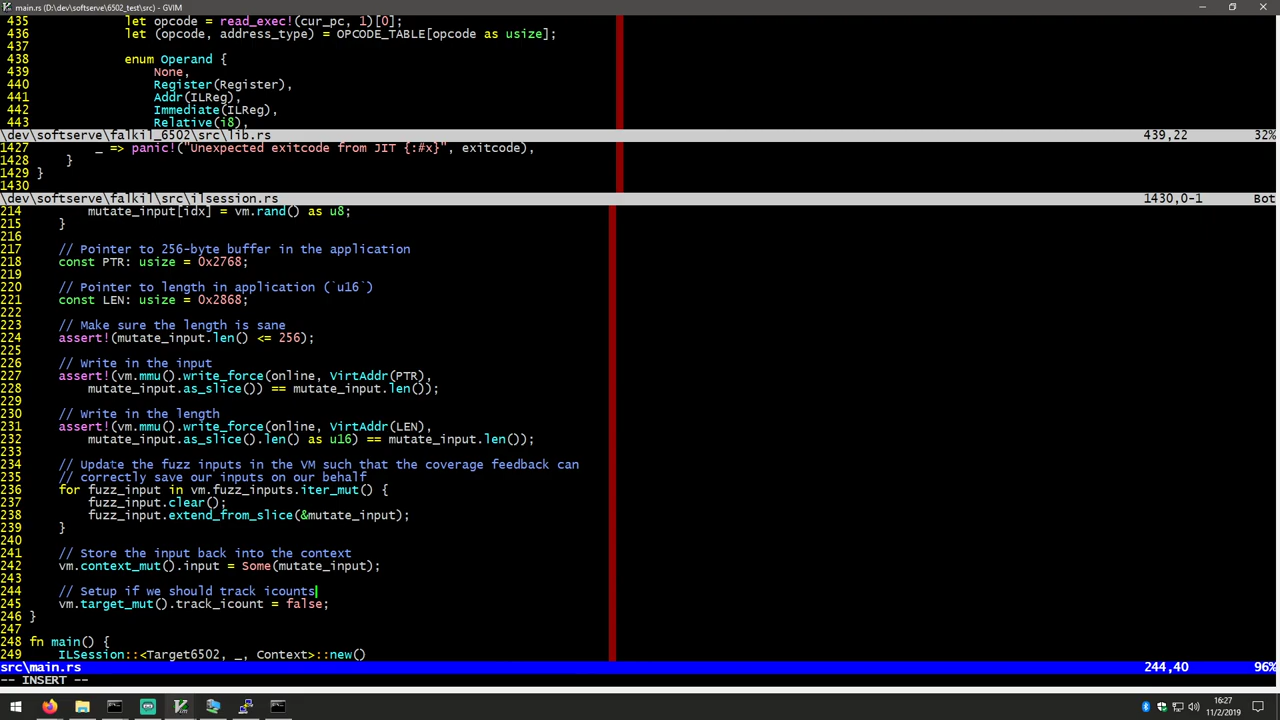 main.rs (D:\dev\softserve\6502_test\src) - GVIM
435             let opcode = read_exec!(cur_pc, 1)[0];
436             let (opcode, address_type) = OPCODE_TABLE[opcode as usize];
437
438             enum Operand {
439                 None,
440                 Register(Register),
441                 Addr(ILReg),
442                 Immediate(ILReg),
443                 Relative(i8),
\dev\softserve\falkil_6502\src\lib.rs 439,22 32%
1427         _ => panic!("Unexpected exitcode from JIT {:#x}", exitcode),
1428     }
1429 }
1430
\dev\softserve\falkil\src\ilsession.rs 1430,0-1 Bot
214         mutate_input[idx] = vm.rand() as u8;
215     }
216
217     // Pointer to 256-byte buffer in the application
218     const PTR: usize = 0x2768;
219
220     // Pointer to length in application (`u16`)
221     const LEN: usize = 0x2868;
222
223     // Make sure the length is sane
224     assert!(mutate_input.len() <= 256);
225
226     // Write in the input
227     assert!(vm.mmu().write_force(online, VirtAddr(PTR),
228         mutate_input.as_slice()) == mutate_input.len());
229
230     // Write in the length
231     assert!(vm.mmu().write_force(online, VirtAddr(LEN),
232         mutate_input.as_slice().len() as u16) == mutate_input.len());
233
234     // Update the fuzz inputs in the VM such that the coverage feedback can
235     // correctly save our inputs on our behalf
236     for fuzz_input in vm.fuzz_inputs.iter_mut() {
237         fuzz_input.clear();
238         fuzz_input.extend_from_slice(&mutate_input);
239     }
240
241     // Store the input back into the context
242     vm.context_mut().input = Some(mutate_input);
243
244     // Setup if we should track icounts
245     vm.target_mut().track_icount = false;
246 }
247
248 fn main() {
249     ILSession::<Target6502, _, Context>::new()
src\main.rs 244,40 96%
-- INSERT --
16:27
11/2/2019